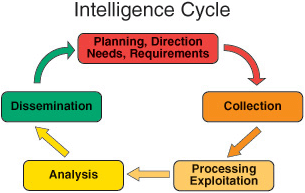 Intelligence Cycle
Planning, Direction
Needs, Requirements
Collection
Processing
Exploitation
Analysis
Dissemination